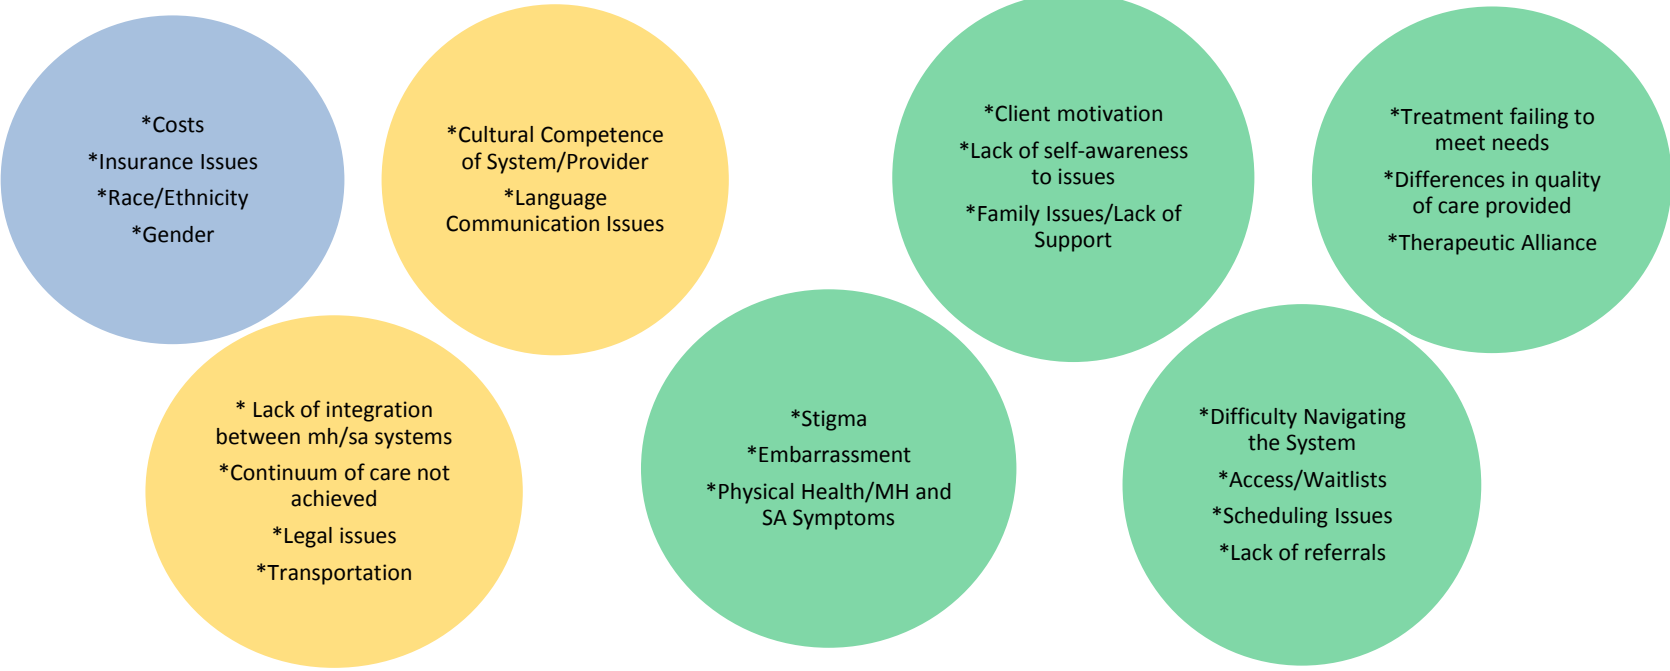 *Costs
*Insurance Issues
*Race/Ethnicity
*Gender
*Cultural Competence
of System/Provider
*Language
Communication Issues
*Client motivation
*Lack of self-awareness
to issues
*Family Issues/Lack of
Support
*Treatment failing to
meet needs
*Differences in quality
of care provided
*Therapeutic Alliance
* Lack of integration
between mh/sa systems
*Continuum of care not
achieved
*Legal issues
*Transportation
*Stigma
*Embarrassment
*Physical Health/MH and
SA Symptoms
*Difficulty Navigating
the System
*Access/Waitlists
*Scheduling Issues
*Lack of referrals